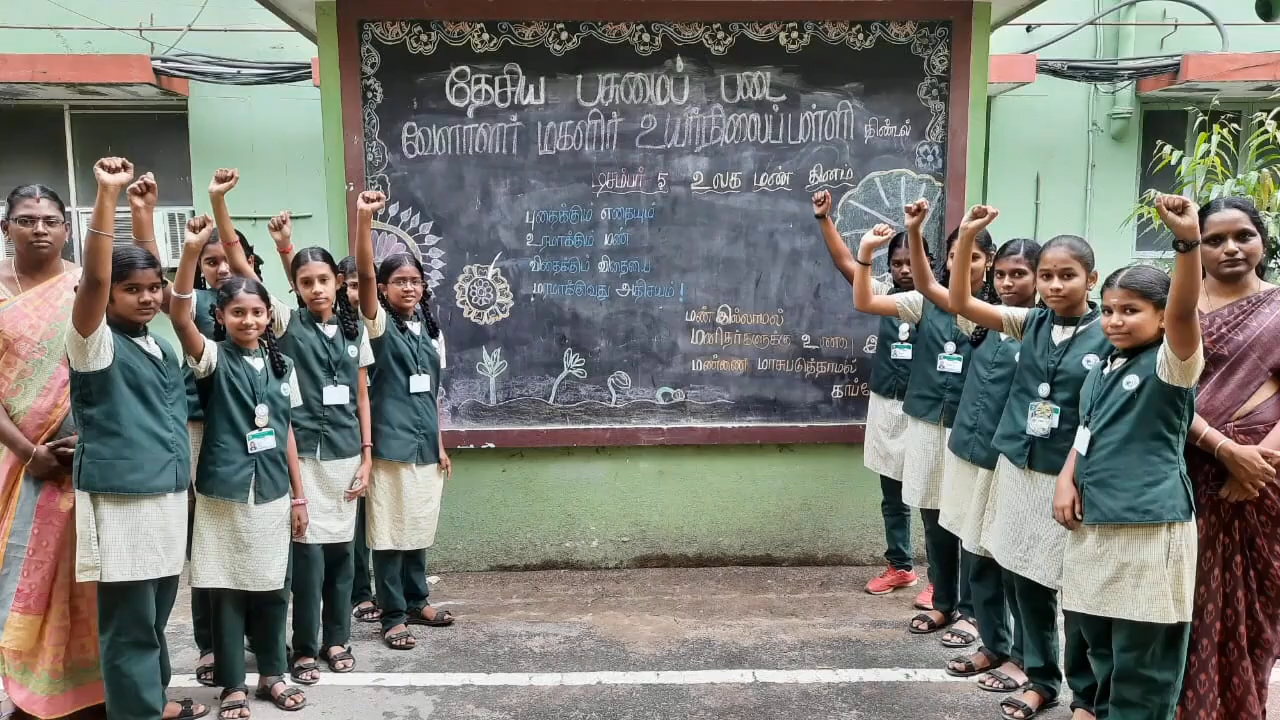 தேசிய பசுமைப் படை
வேளாளர் மகளிர் உயர்நிலைப்பள்ளி திண்டல்
டிசம்பர் 5 உலக மண் தினம்
புதைக்கும் எதையும்
உரமாக்கும் மண்
விதைக்கும் விதையை
மரமாக்குவது அதிசயம் !
மண் இல்லாமல்
மனிதர்களுக்கு உணவு இ
மண்ணை மாசுபடுத்தாமல்
காப்போ